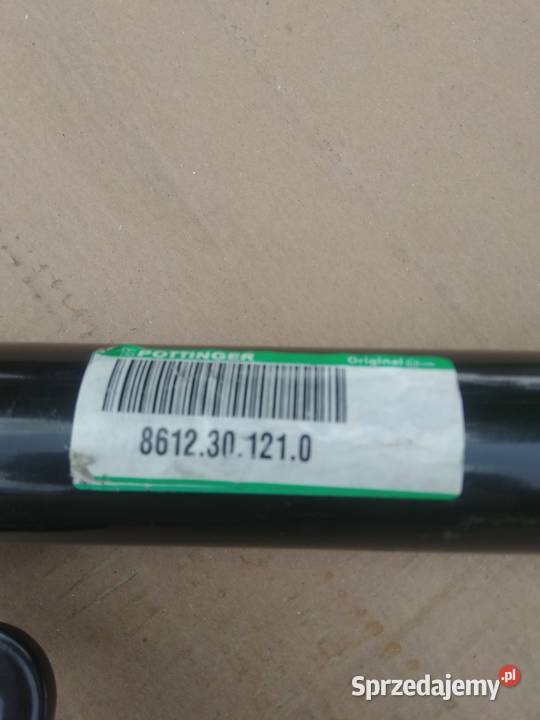 PÖTTINGER Original
8612.30.121.0
Sprzedajemy.pl